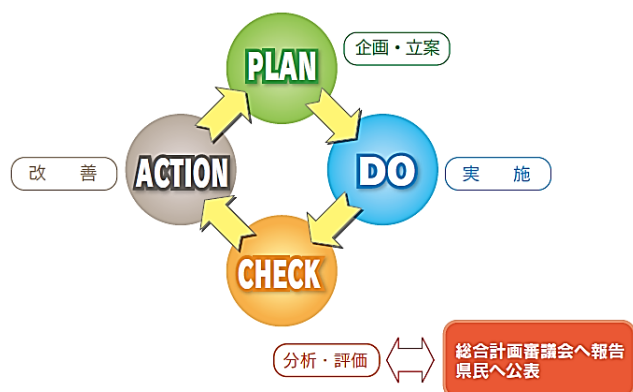 PLAN
企画・立案
ACTION
改　善
DO
実　施
CHECK
分析・評価
総合計画審議会へ報告
県民へ公表